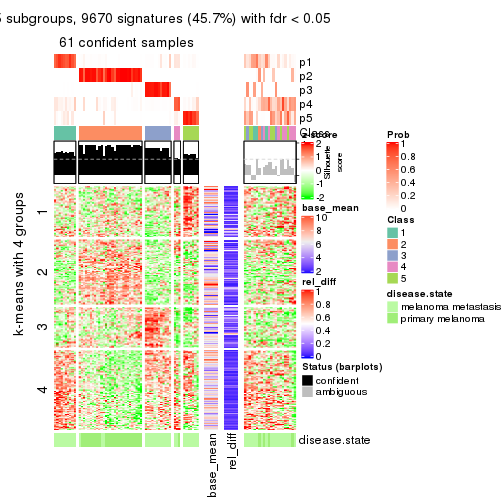 subgroups, 9670 signatures (45.7%) with fdr < 0.05
61 confident samples
p1
p2
p3
p4
p5
Class
k-means with 4 groups
1
2
3
4
Silhouette
score
z-score
2
1
0
-1
-2
base_mean
10
8
6
4
2
rel_diff
1
0.8
0.6
0.4
0.2
0
Status (barplots)
confident
ambiguous
Prob
1
0.8
0.6
0.4
0.2
0
Class
1
2
3
4
5
disease.state
melanoma metastasis
primary melanoma
disease.state
base_mean
rel_diff